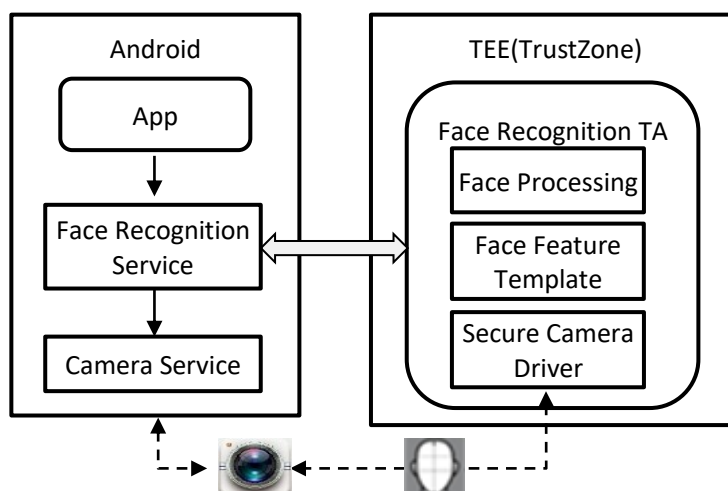 Android
App
Face Recognition
Service
Camera Service
TEE(TrustZone)
Face Recognition TA
Face Processing
Face Feature
Template
Secure Camera
Driver